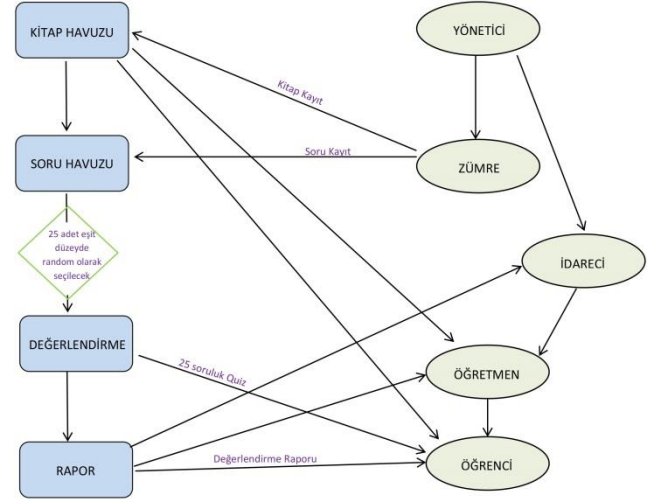 KİTAP HAVUZU
YÖNETİCİ
Kitap Kayıt
Soru Kayıt
SORU HAVUZU
ZÜMRE
25 adet eşit
düzeyde
random olarak
seçilecek
İDARECİ
DEĞERLENDİRME
25 soruluk Quiz
ÖĞRETMEN
Değerlendirme Raporu
RAPOR
ÖĞRENCİ